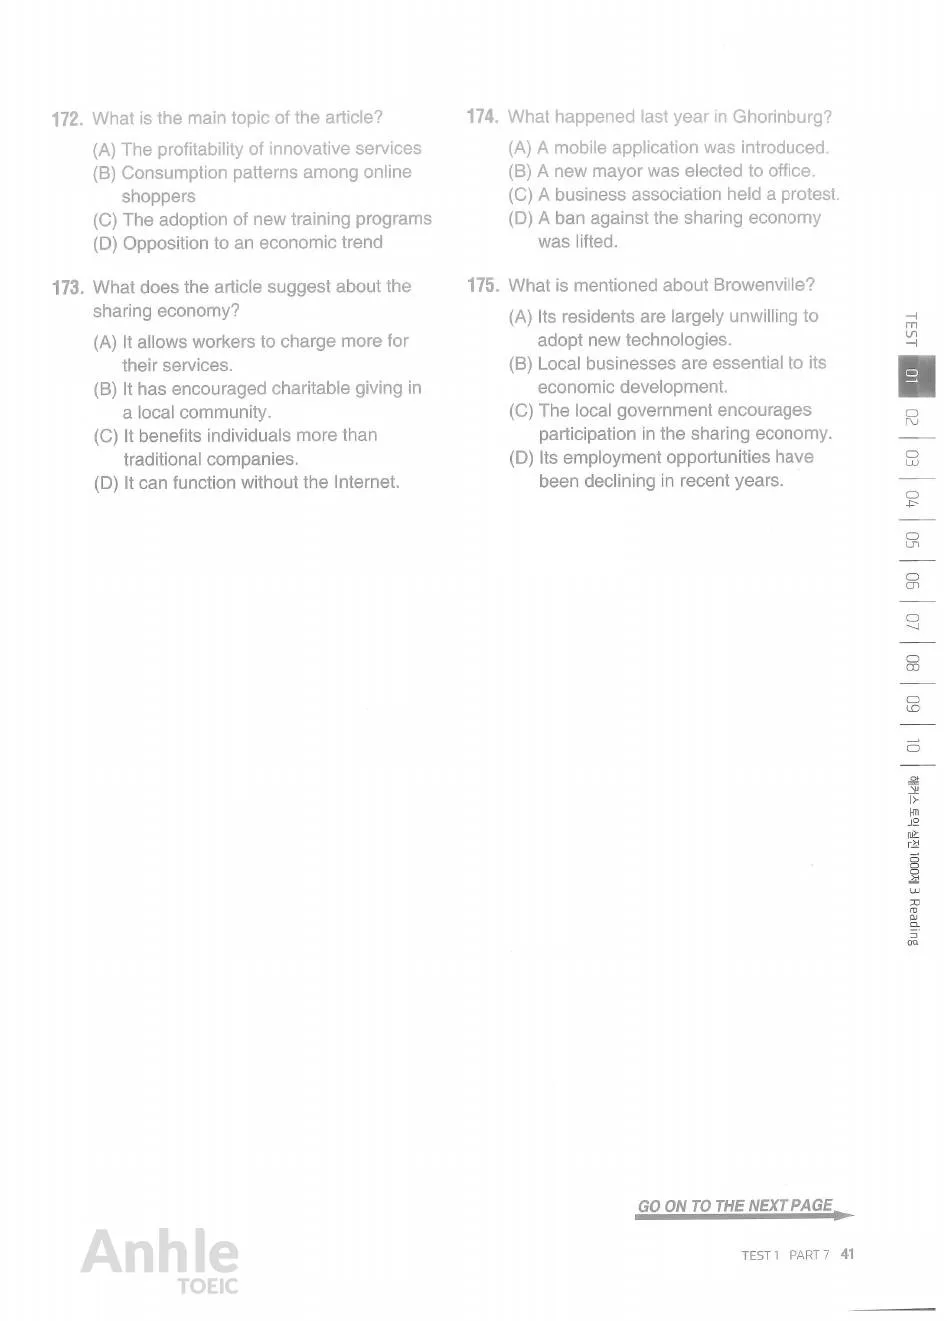 172. What is the main topic of the article?
(A) The profitability of innovative services
(B) Consumption patterns among online
shoppers
(C) The adoption of new training programs
(D) Opposition to an economic trend
173. What does the article suggest about the
sharing economy?
(A) It allows workers to charge more for
their services.
(B) It has encouraged charitable giving in
a local community.
(C) It benefits individuals more than
traditional companies.
(D) It can function without the Internet.
174. What happened last year in Ghorinburg?
(A) A mobile application was introduced.
(B) A new mayor was elected to office.
(C) A business association held a protest.
(D) A ban against the sharing economy
was lifted.
175. What is mentioned about Browenville?
(A) Its residents are largely unwilling to
adopt new technologies.
(B) Local businesses are essential to its
economic development.
(C) The local government encourages
participation in the sharing economy.
(D) Its employment opportunities have
been declining in recent years.
TEST
01
02
03
04
05
06
07
08
09
10
해커스 토익 실전 1000제 3 Reading
GO ON TO THE NEXT PAGE
Anhle
TOEIC
TEST 1 PART 7 41